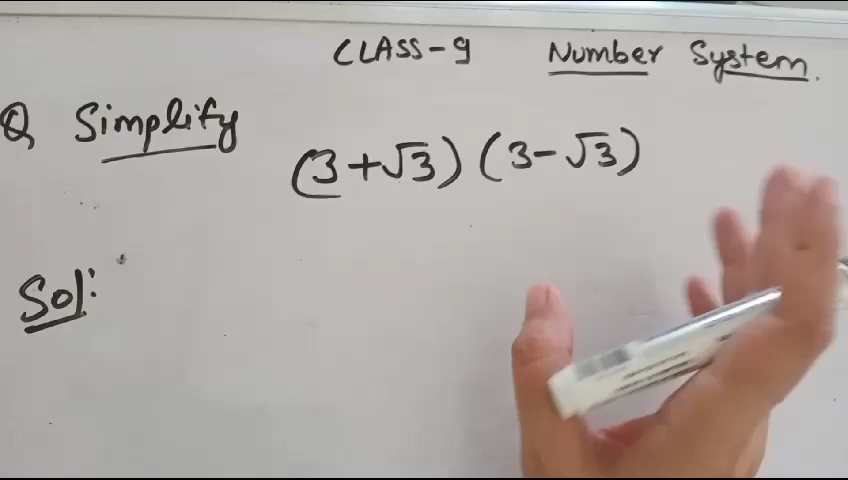 CLASS-9 Number System.
Q Simplify (3+√3) (3-√3)
Sol: